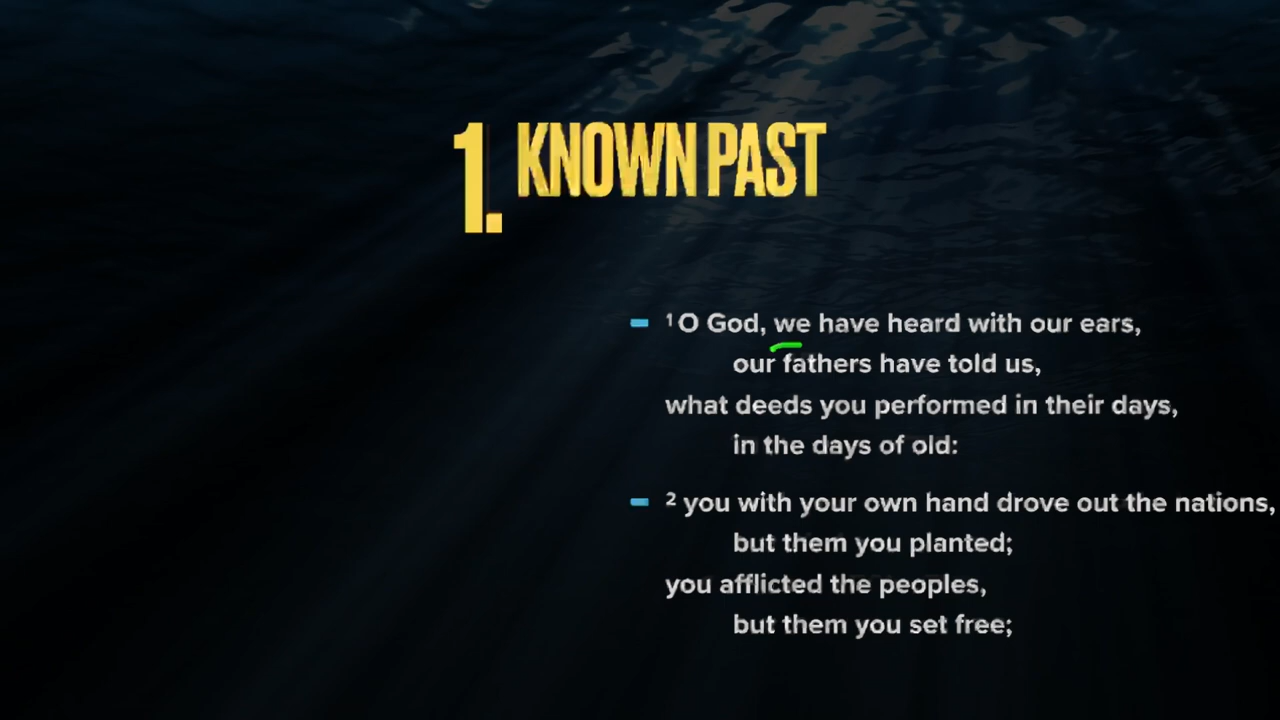 1. KNOWN PAST
¹ O God, we have heard with our ears,
our fathers have told us,
what deeds you performed in their days,
in the days of old:
² you with your own hand drove out the nations,
but them you planted;
you afflicted the peoples,
but them you set free;